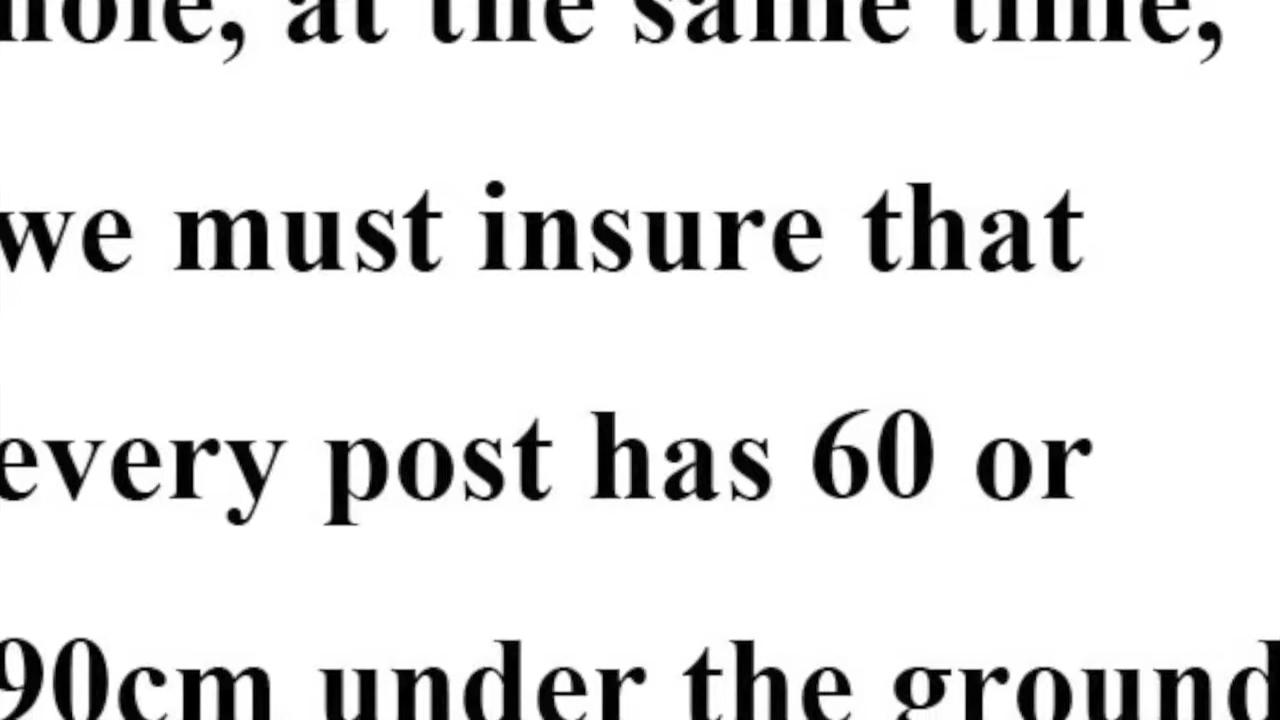 hole, at the same time,
we must insure that
every post has 60 or
90cm under the ground